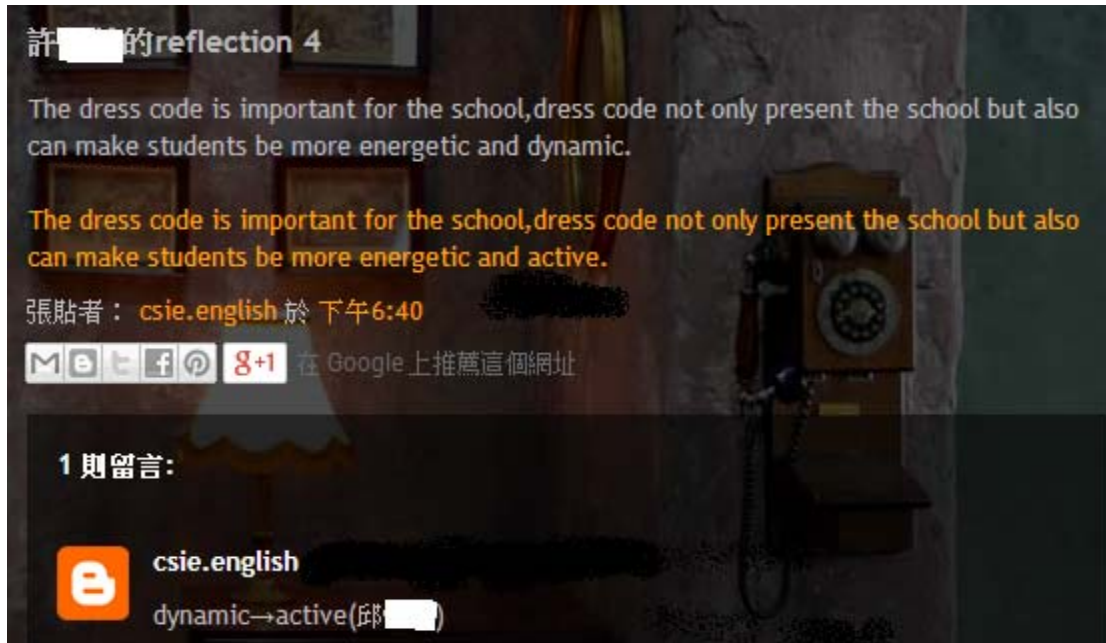 許 的reflection 4
The dress code is important for the school,dress code not only present the school but also
can make students be more energetic and dynamic.
The dress code is important for the school,dress code not only present the school but also
can make students be more energetic and active.
張貼者： csie.english 於 下午6:40
g+1 在 Google 上推薦這個網址
1 則留言:
csie.english
dynamic→active(邱 )